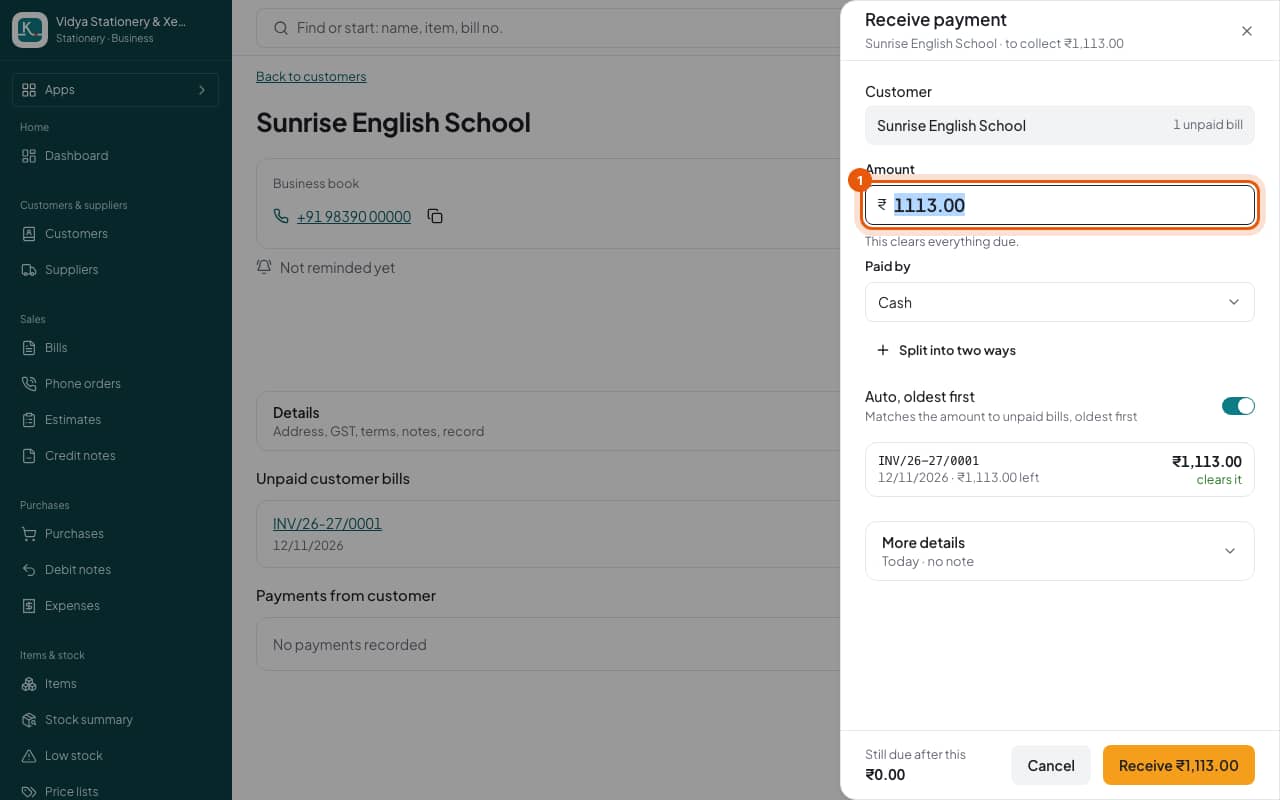 Vidya Stationery & Xe...
Stationery · Business
Apps
Home
Dashboard
Customers & suppliers
Customers
Suppliers
Sales
Bills
Phone orders
Estimates
Credit notes
Purchases
Purchases
Debit notes
Expenses
Items & stock
Items
Stock summary
Low stock
Price lists
Find or start: name, item, bill no.
Back to customers
Sunrise English School
Business book
+91 98390 00000
Not reminded yet
Details
Address, GST, terms, notes, record
Unpaid customer bills
INV/26-27/0001
12/11/2026
Payments from customer
No payments recorded
Receive payment
Sunrise English School · to collect ₹1,113.00
Customer
Sunrise English School 1 unpaid bill
Amount
1
₹ 1113.00
This clears everything due.
Paid by
Cash
Split into two ways
Auto, oldest first
Matches the amount to unpaid bills, oldest first
INV/26-27/0001 ₹1,113.00
12/11/2026 · ₹1,113.00 left clears it
More details
Today · no note
Still due after this
₹0.00
Cancel
Receive ₹1,113.00